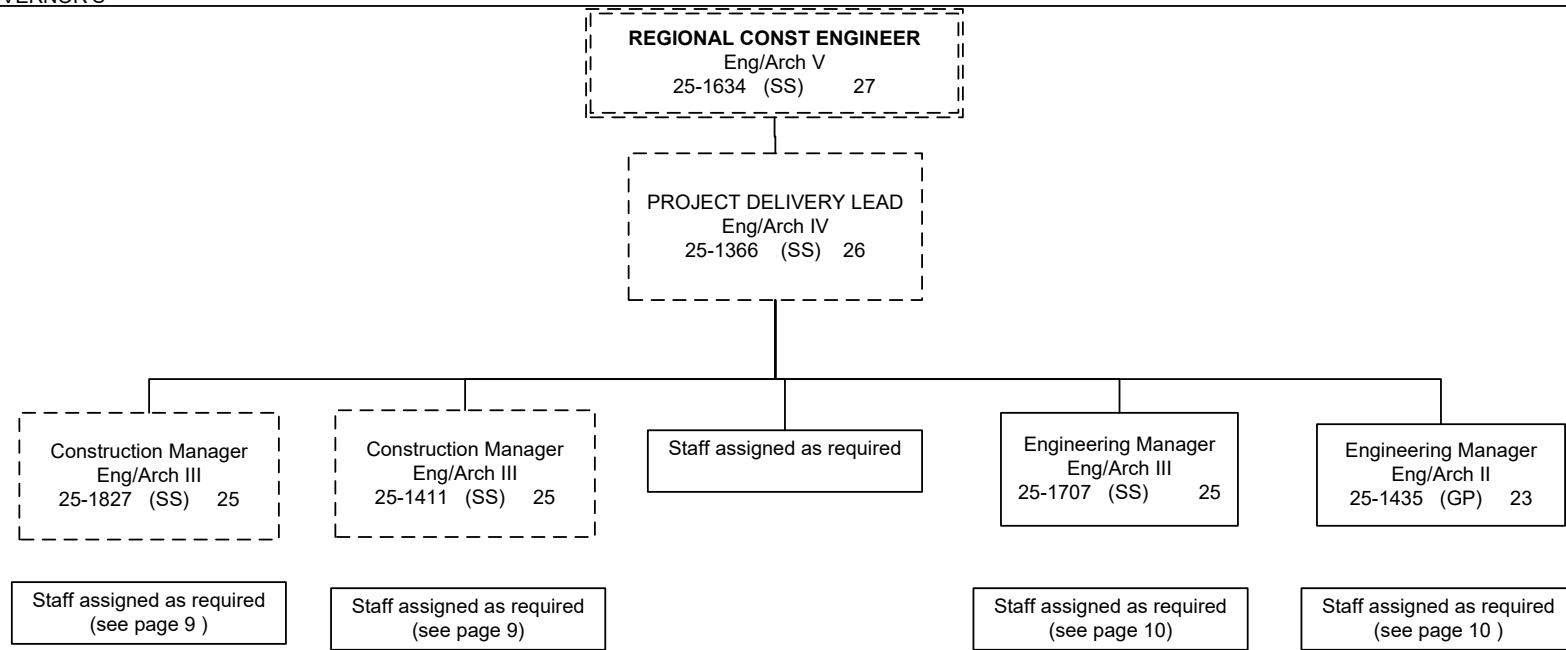 REGIONAL CONST ENGINEER
Eng/Arch V
25-1634 (SS) 27
PROJECT DELIVERY LEAD
Eng/Arch IV
25-1366 (SS) 26
Construction Manager
Eng/Arch III
25-1827 (SS) 25
Construction Manager
Eng/Arch III
25-1411 (SS) 25
Staff assigned as required
Engineering Manager
Eng/Arch III
25-1707 (SS) 25
Engineering Manager
Eng/Arch II
25-1435 (GP) 23
Staff assigned as required
(see page 9 )
Staff assigned as required
(see page 9)
Staff assigned as required
(see page 10)
Staff assigned as required
(see page 10 )